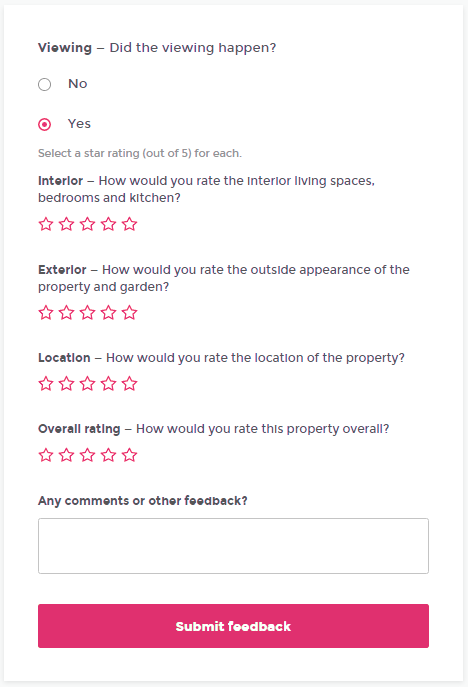 Viewing – Did the viewing happen?
No
Yes
Select a star rating (out of 5) for each.
Interior – How would you rate the interior living spaces,
bedrooms and kitchen?
Exterior – How would you rate the outside appearance of the
property and garden?
Location – How would you rate the location of the property?
Overall rating – How would you rate this property overall?
Any comments or other feedback?
Submit feedback